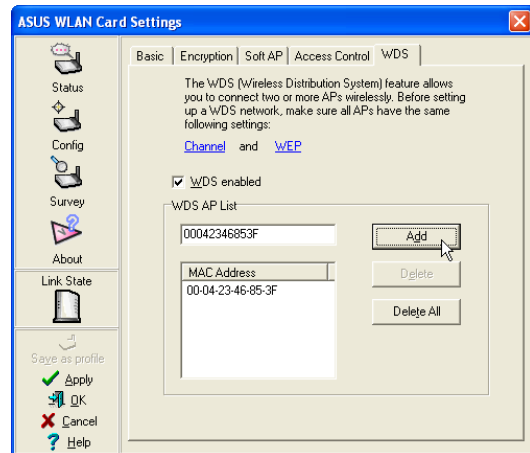 ASUS WLAN Card Settings
Status
Config
Survey
About
Link State
Save as profile
Apply
OK
Cancel
Help
Basic
Encryption
Soft AP
Access Control
WDS
The WDS (Wireless Distribution System) feature allows
you to connect two or more APs wirelessly. Before setting
up a WDS network, make sure all APs have the same
following settings:
Channel and WEP
WDS enabled
WDS AP List
00042346853F
Add
MAC Address
00-04-23-46-85-3F
Delete
Delete All